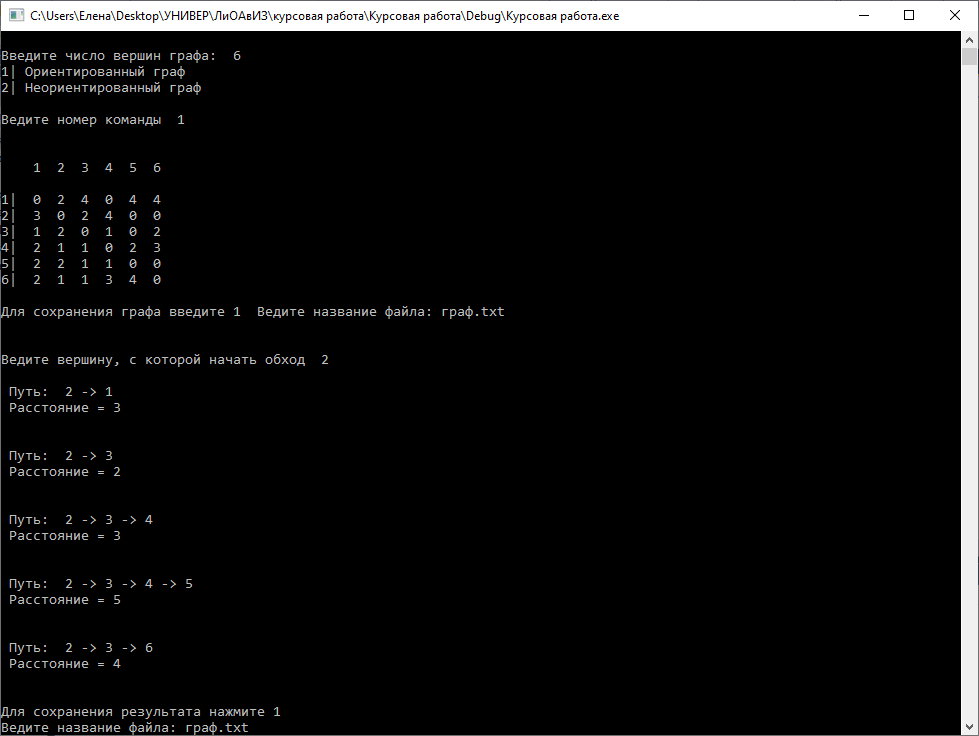 C:\Users\Елена\Desktop\УНИВЕР\ЛиОАвИЗ\курсовая работа\Курсовая работа\Debug\Курсовая работа.exe
Введите число вершин графа:  6
1| Ориентированный граф
2| Неориентированный граф
Ведите номер команды  1
    1  2  3  4  5  6
1|  0  2  4  0  4  4
2|  3  0  2  4  0  0
3|  1  2  0  1  0  2
4|  2  1  1  0  2  3
5|  2  2  1  1  0  0
6|  2  1  1  3  4  0
Для сохранения графа введите 1  Ведите название файла: граф.txt
Ведите вершину, с которой начать обход  2
Путь:  2 -> 1
Расстояние = 3
Путь:  2 -> 3
Расстояние = 2
Путь:  2 -> 3 -> 4
Расстояние = 3
Путь:  2 -> 3 -> 4 -> 5
Расстояние = 5
Путь:  2 -> 3 -> 6
Расстояние = 4
Для сохранения результата нажмите 1
Ведите название файла: граф.txt